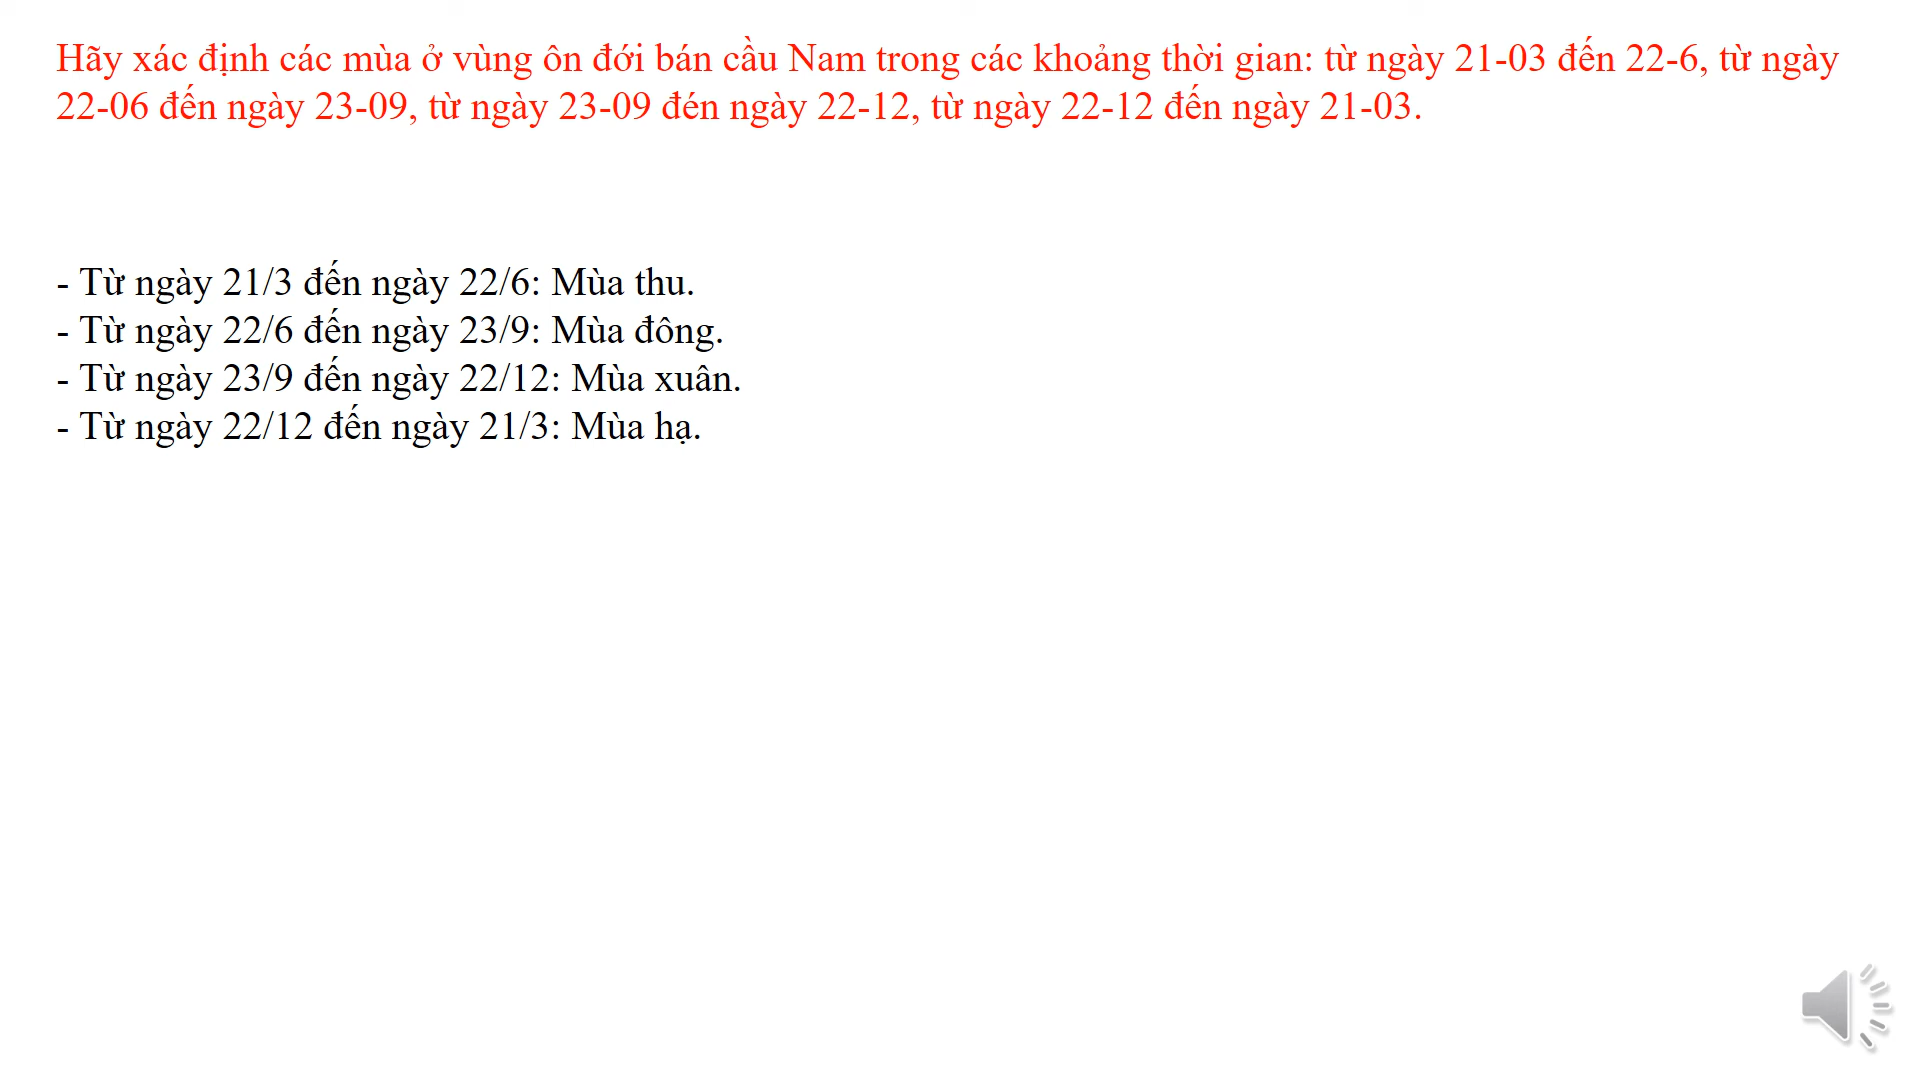 Hãy xác định các mùa ở vùng ôn đới bán cầu Nam trong các khoảng thời gian: từ ngày 21-03 đến 22-6, từ ngày
22-06 đến ngày 23-09, từ ngày 23-09 đén ngày 22-12, từ ngày 22-12 đến ngày 21-03.
- Từ ngày 21/3 đến ngày 22/6: Mùa thu.
- Từ ngày 22/6 đến ngày 23/9: Mùa đông.
- Từ ngày 23/9 đến ngày 22/12: Mùa xuân.
- Từ ngày 22/12 đến ngày 21/3: Mùa hạ.